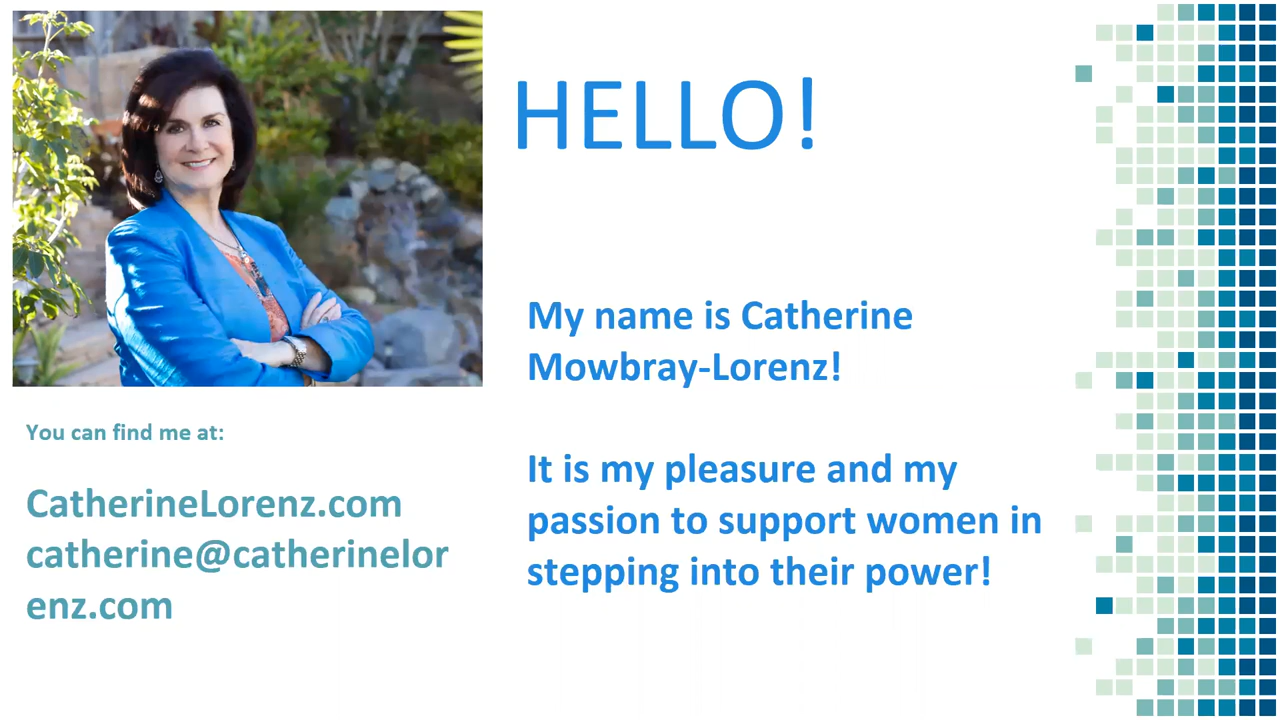 HELLO!
My name is Catherine
Mowbray-Lorenz!
It is my pleasure and my
passion to support women in
stepping into their power!
You can find me at:
CatherineLorenz.com
catherine@catherinelor
enz.com